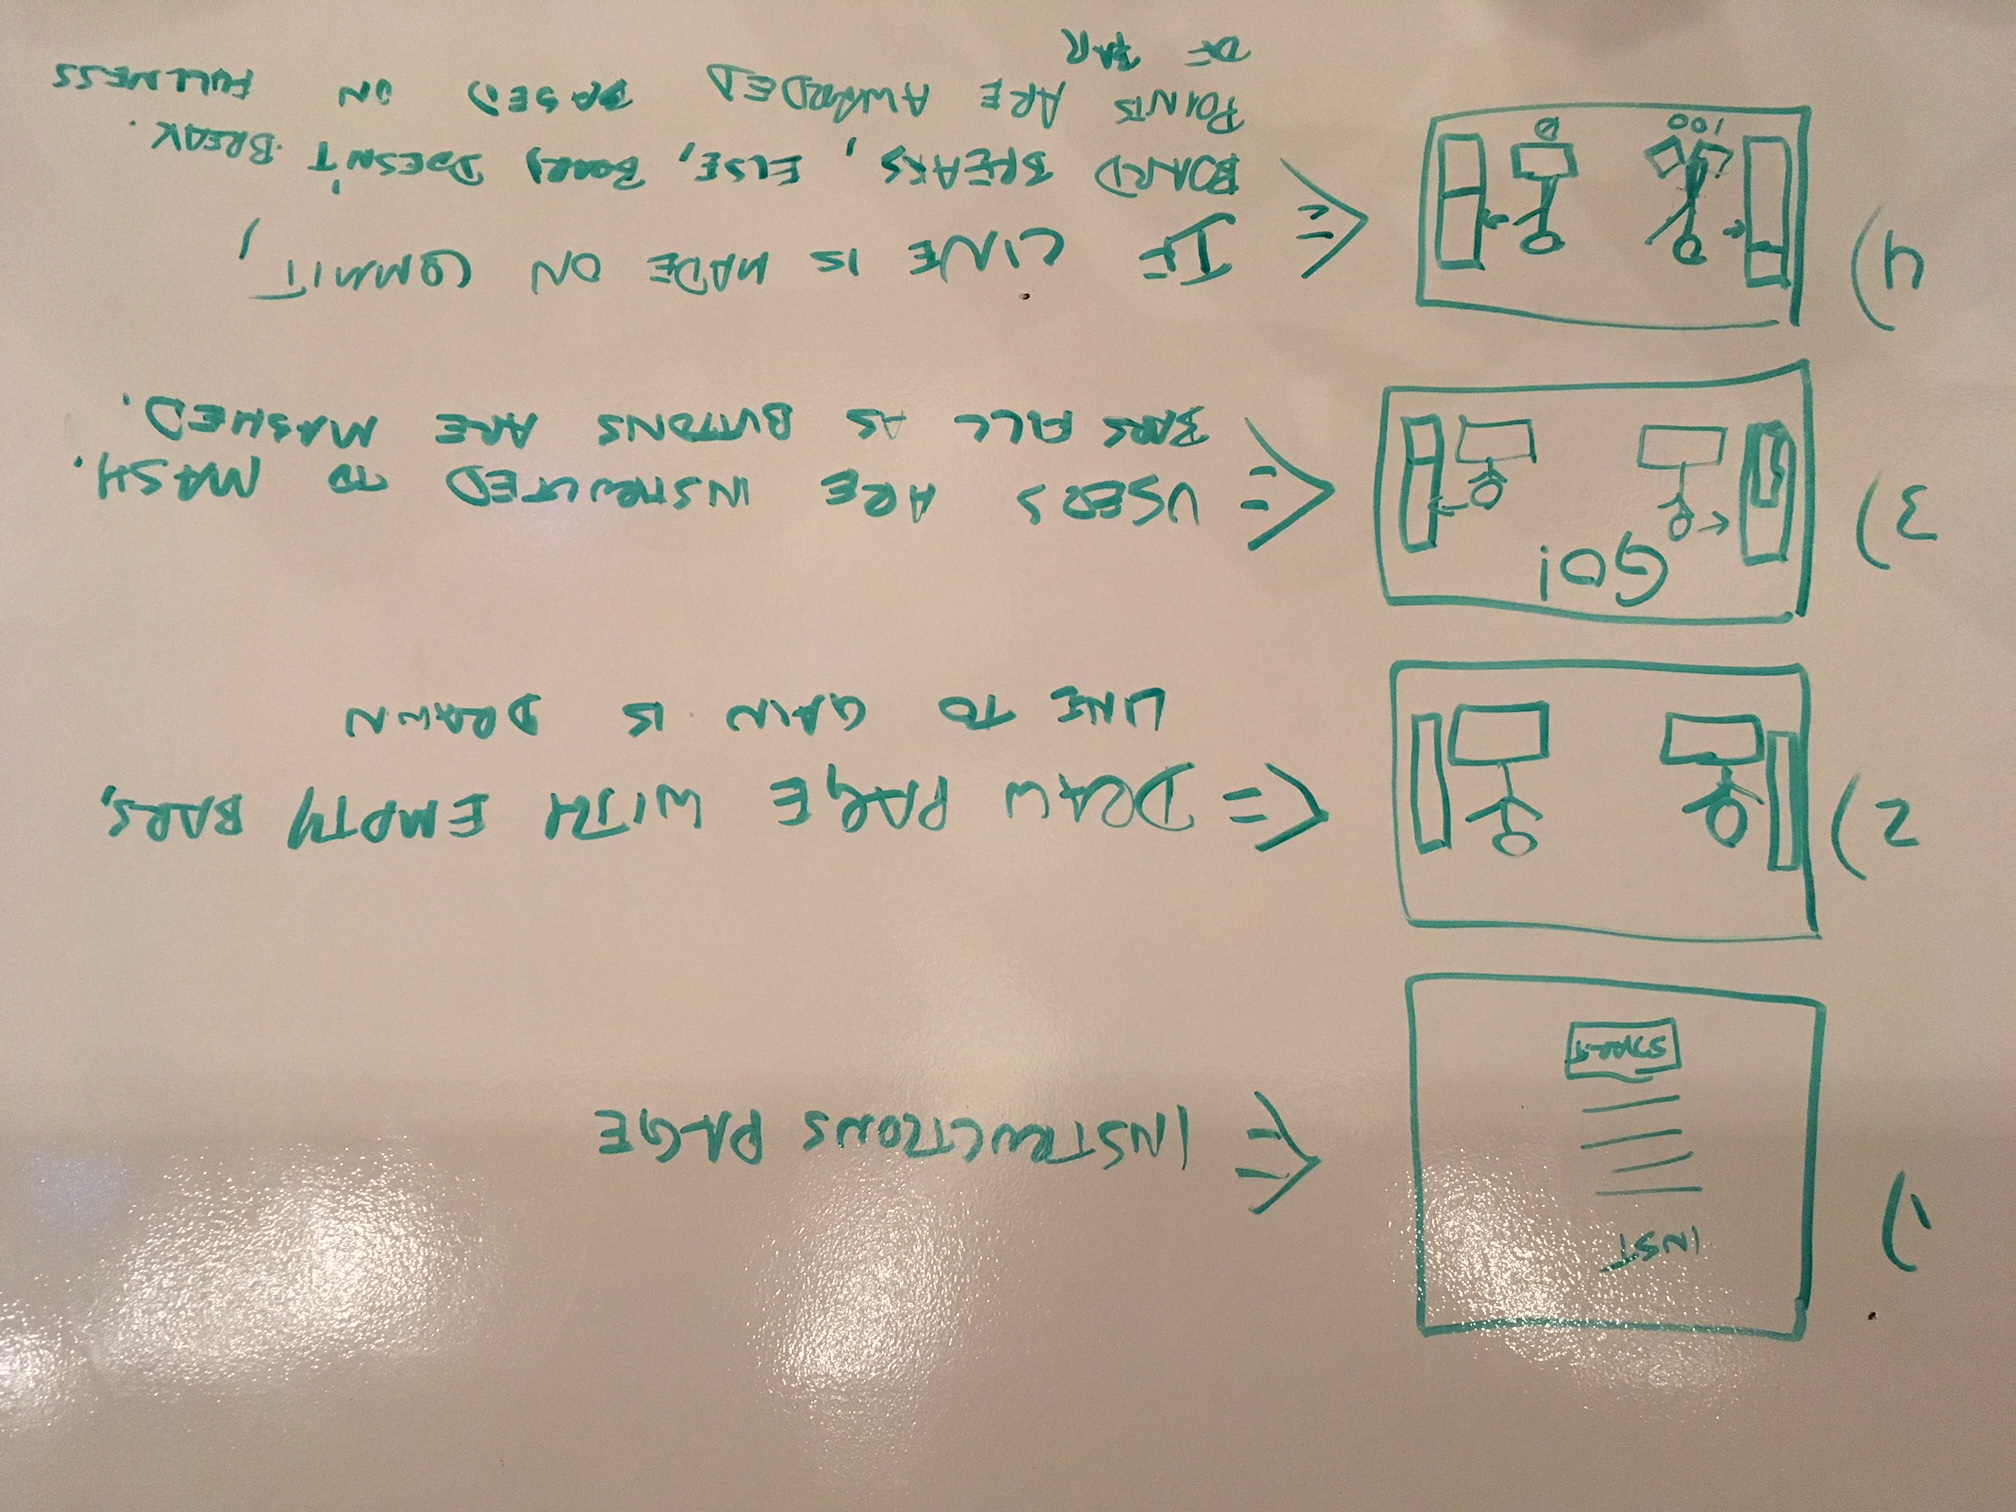 1)
INST
START
INSTRUCTIONS PAGE
2)
DRAW PAGE WITH EMPTY BARS,
LINE TO GAIN IS DRAWN
3)
GO!
USERS ARE INSTRUCTED TO MASH.
BARS FILL AS BUTTONS ARE MASHED.
4)
100
0
IF LINE IS MADE ON COMMIT,
BOARD BREAKS, ELSE, BOARD DOESN'T BREAK.
POINTS ARE AWARDED BASED ON FULLNESS
OF BAR